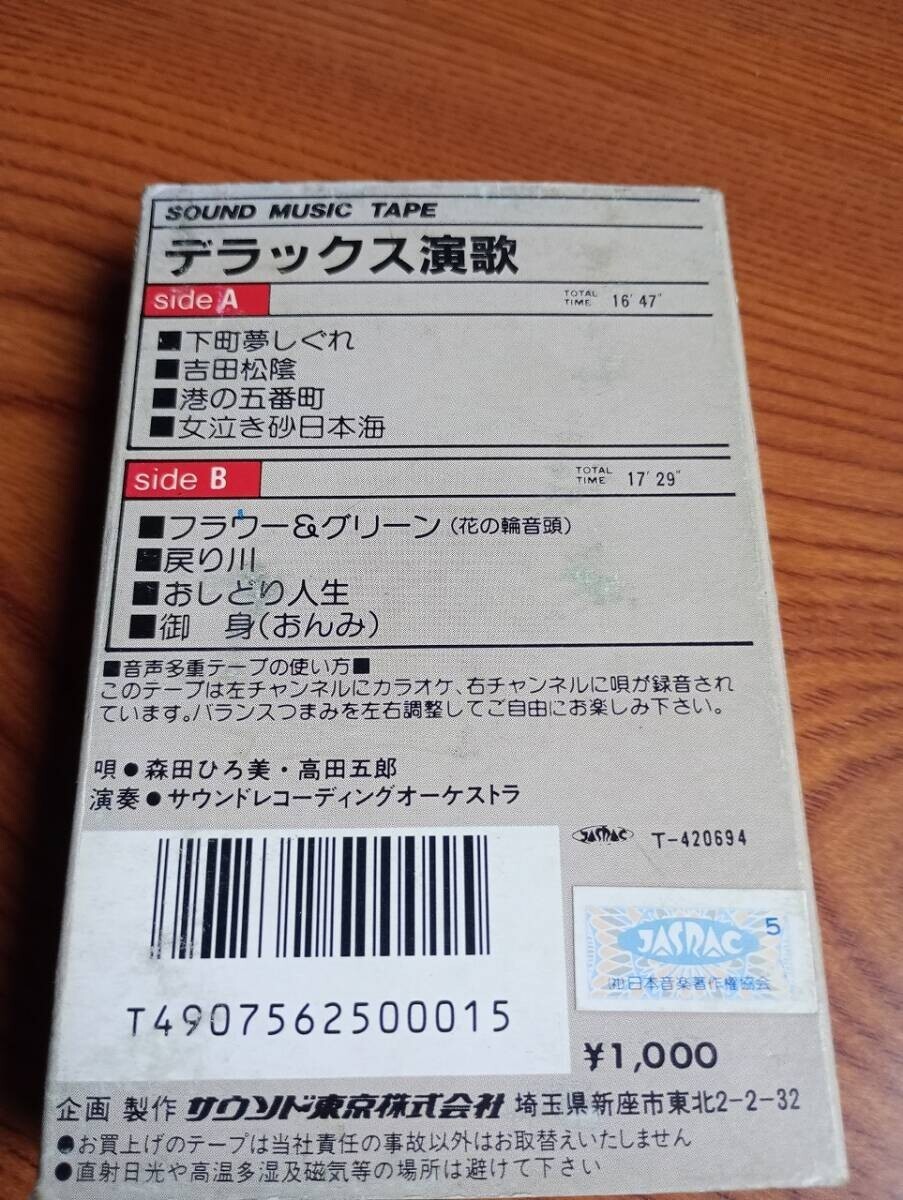 SOUND MUSIC TAPE
デラックス演歌
side A TOTAL TIME 16'47"
■下町夢しぐれ
■吉田松陰
■港の五番町
■女泣き砂日本海
side B TOTAL TIME 17'29"
■フラワー&グリーン(花の輪音頭)
■戻り川
■おしどり人生
■御 身(おんみ)
■音声多重テープの使い方■
このテープは左チャンネルにカラオケ、右チャンネルに唄が録音され
ています。バランスつまみを左右調整してご自由にお楽しみ下さい。
唄●森田ひろ美・高田五郎
演奏●サウンドレコーディングオーケストラ
JASRAC T-420694
JASRAC 5
(社)日本音楽著作権協会
T4907562500015
¥1,000
企画 製作 サウンド東京株式会社 埼玉県新座市東北2-2-32
●お買上げのテープは当社責任の事故以外はお取替えいたしません
●直射日光や高温多湿及磁気等の場所は避けて下さい